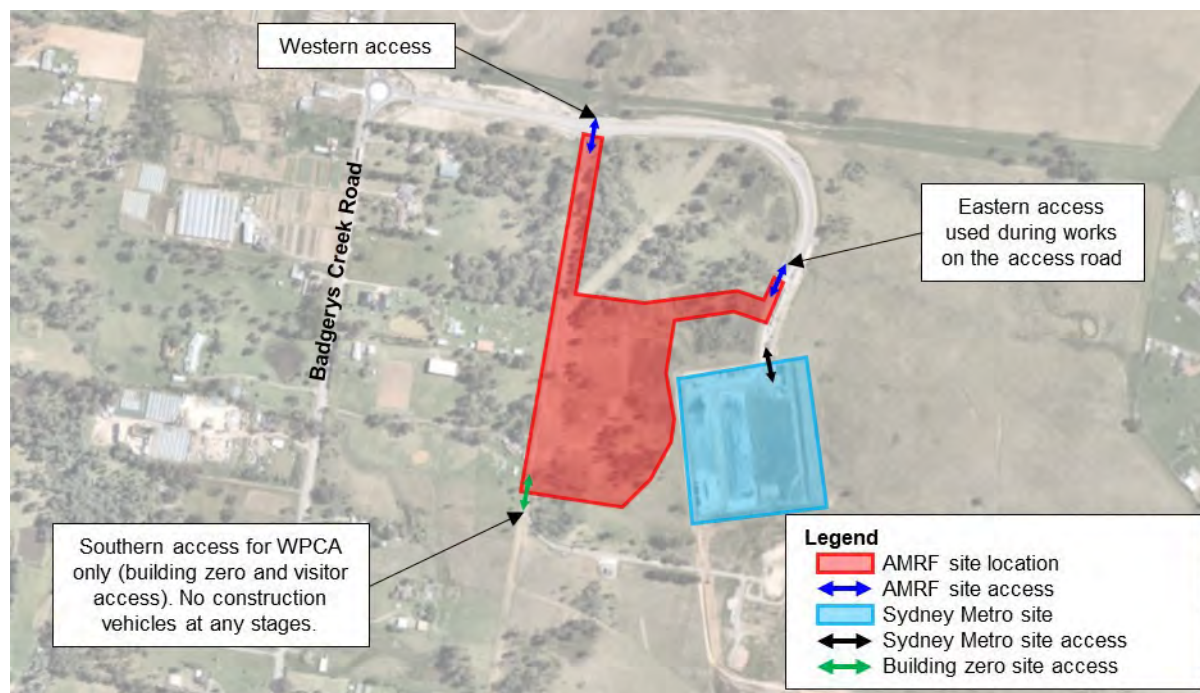 Western access
Eastern access
used during works
on the access road
Badgerys Creek Road
Southern access for WPCA
only (building zero and visitor
access). No construction
vehicles at any stages.
Legend
AMRF site location
AMRF site access
Sydney Metro site
Sydney Metro site access
Building zero site access